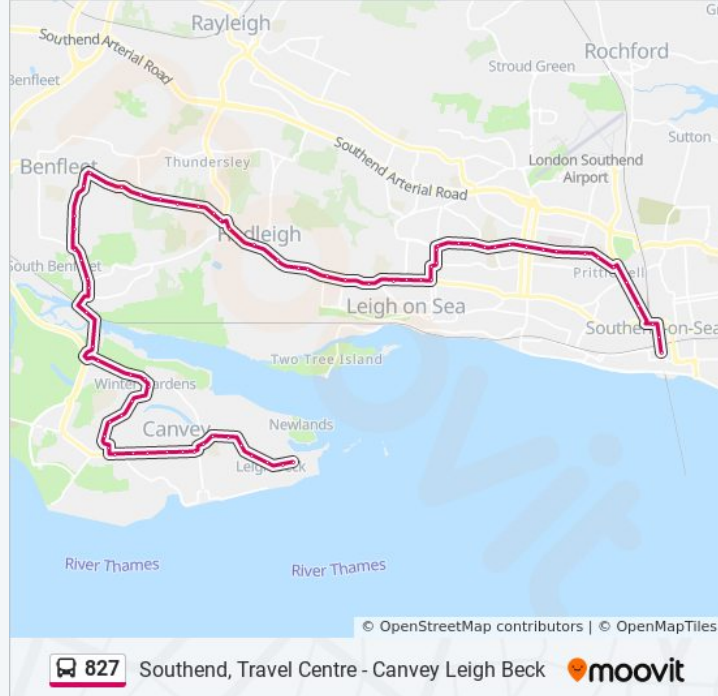 Rayleigh
Southend Arterial Road
Rochford
Stroud Green
Benfleet
Sutton
Benfleet
Thundersley
Southend Arterial Road
London Southend
Airport
Hadleigh
South Benfleet
Prittlewell
Leigh on Sea
Southend-on-Sea
Two Tree Island
Winter Gardens
Canvey
Newlands
Leigh Beck
River Thames
River Thames
© OpenStreetMap contributors | © OpenMapTiles
827 Southend, Travel Centre - Canvey Leigh Beck moovit